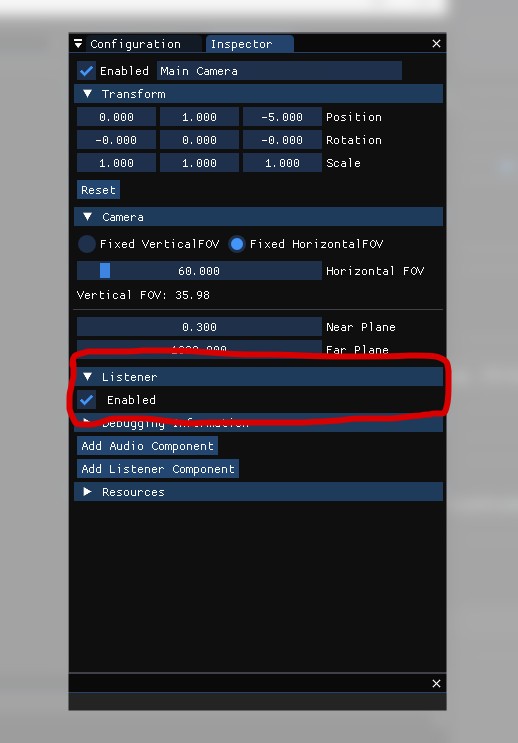 Configuration Inspector
Enabled Main Camera
Transform
0.000 1.000 -5.000 Position
-0.000 0.000 -0.000 Rotation
1.000 1.000 1.000 Scale
Reset
Camera
Fixed VerticalFOV Fixed HorizontalFOV
60.000 Horizontal FOV
Vertical FOV: 35.98
0.300 Near Plane
Far Plane
Listener
Enabled
Debugging Information
Add Audio Component
Add Listener Component
Resources